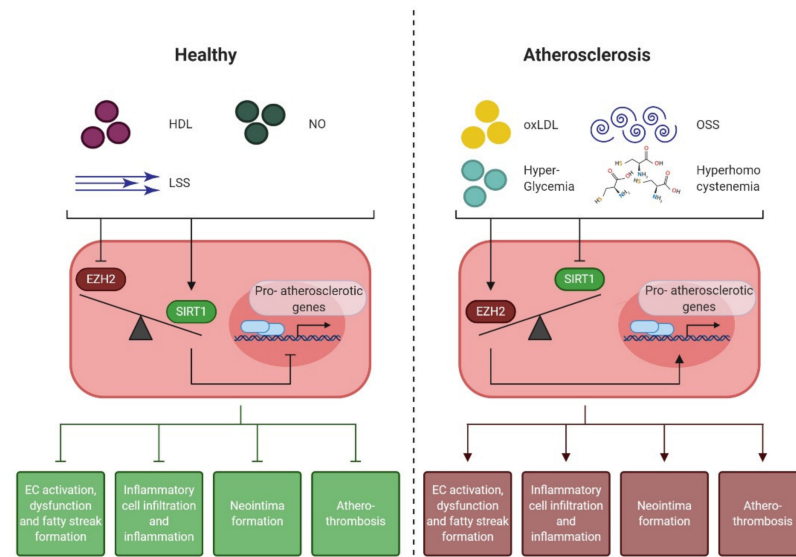 Healthy
HDL
NO
LSS
EZH2
SIRT1
Pro- atherosclerotic
genes
EC activation,
dysfunction
and fatty streak
formation
Inflammatory
cell infiltration
and
inflammation
Neointima
formation
Athero-
thrombosis
Atherosclerosis
oxLDL
OSS
Hyper-
Glycemia
Hyperhomo
cystenemia
SIRT1
EZH2
Pro- atherosclerotic
genes
EC activation,
dysfunction
and fatty streak
formation
Inflammatory
cell infiltration
and
inflammation
Neointima
formation
Athero-
thrombosis